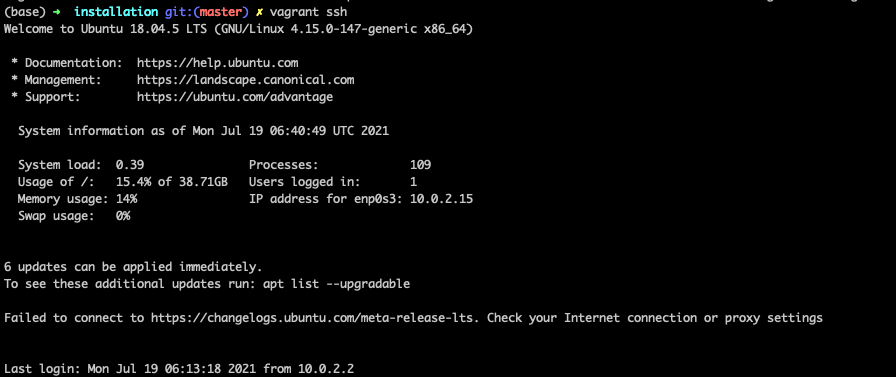 (base) ➜ installation git:(master) ✗ vagrant ssh
Welcome to Ubuntu 18.04.5 LTS (GNU/Linux 4.15.0-147-generic x86_64)
* Documentation: https://help.ubuntu.com
* Management: https://landscape.canonical.com
* Support: https://ubuntu.com/advantage
System information as of Mon Jul 19 06:40:49 UTC 2021
System load: 0.39 Processes: 109
Usage of /: 15.4% of 38.71GB Users logged in: 1
Memory usage: 14% IP address for enp0s3: 10.0.2.15
Swap usage: 0%
6 updates can be applied immediately.
To see these additional updates run: apt list --upgradable
Failed to connect to https://changelogs.ubuntu.com/meta-release-lts. Check your Internet connection or proxy settings
Last login: Mon Jul 19 06:13:18 2021 from 10.0.2.2